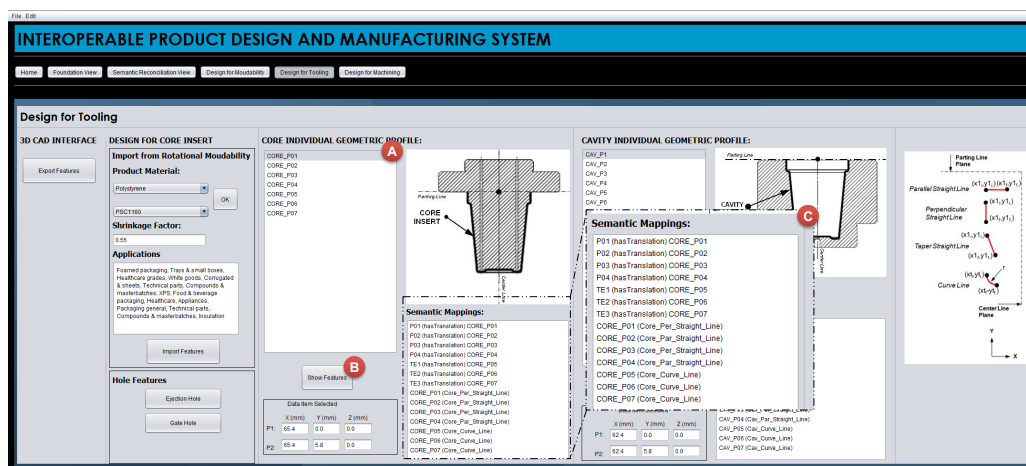 File Edit
INTEROPERABLE PRODUCT DESIGN AND MANUFACTURING SYSTEM
Home Foundation View Semantic Reconciliation View Design for Moudability Design for Tooling Design for Machining
Design for Tooling
3D CAD INTERFACE
Export Features
DESIGN FOR CORE INSERT
Import from Rotational Moudability
Product Material:
Polystyrene
OK
PSC1160
Shrinkage Factor:
0.55
Applications
Foamed packaging, Trays & small boxes,
Healthcare grades, White goods, Corrugated
& sheets, Technical parts, Compounds &
masterbatches, XPS, Food & beverage
packaging, Healthcare, Appliances,
Packaging general, Technical parts,
Compounds & masterbatches, Insulation
Import Features
Hole Features
Ejection Hole
Gate Hole
CORE INDIVIDUAL GEOMETRIC PROFILE:
A
CORE_P01
CORE_P02
CORE_P03
CORE_P04
CORE_P05
CORE_P06
CORE_P07
Parting Line
CORE
INSERT
Center Line
B
Show Features
Data Item Selected
X (mm) Y (mm) Z (mm)
P1: 65.4 0.0 0.0
P2: 65.4 5.8 0.0
Semantic Mappings:
P01 (hasTranslation) CORE_P01
P02 (hasTranslation) CORE_P02
P03 (hasTranslation) CORE_P03
P04 (hasTranslation) CORE_P04
TE1 (hasTranslation) CORE_P05
TE2 (hasTranslation) CORE_P06
TE3 (hasTranslation) CORE_P07
CORE_P01 (Core_Per_Straight_Line)
CORE_P02 (Core_Par_Straight_Line)
CORE_P03 (Core_Per_Straight_Line)
CORE_P04 (Core_Par_Straight_Line)
CORE_P05 (Core_Curve_Line)
CORE_P06 (Core_Curve_Line)
CORE_P07 (Core_Curve_Line)
CAVITY INDIVIDUAL GEOMETRIC PROFILE:
CAV_P1
CAV_P2
CAV_P3
CAV_P4
CAV_P5
CAV_P6
Parting Line
CAVITY
C
Semantic Mappings:
P01 (hasTranslation) CORE_P01
P02 (hasTranslation) CORE_P02
P03 (hasTranslation) CORE_P03
P04 (hasTranslation) CORE_P04
TE1 (hasTranslation) CORE_P05
TE2 (hasTranslation) CORE_P06
TE3 (hasTranslation) CORE_P07
CORE_P01 (Core_Per_Straight_Line)
CORE_P02 (Core_Par_Straight_Line)
CORE_P03 (Core_Per_Straight_Line)
CORE_P04 (Core_Par_Straight_Line)
CORE_P05 (Core_Curve_Line)
CORE_P06 (Core_Curve_Line)
CORE_P07 (Core_Curve_Line)
X (mm) Y (mm) Z (mm)
P1: 62.4 0.0 0.0
P2: 62.4 5.8 0.0
CAV_P04 (Cav_Par_Straight_Line)
CAV_P05 (Cav_Curve_Line)
CAV_P06 (Cav_Curve_Line)
CAV_P07 (Cav_Curve_Line)
Parting Line
Plane
Parallel Straight Line
Perpendicular
Straight Line
Taper Straight Line
Curve Line
r
Center Line
Plane
Y
X